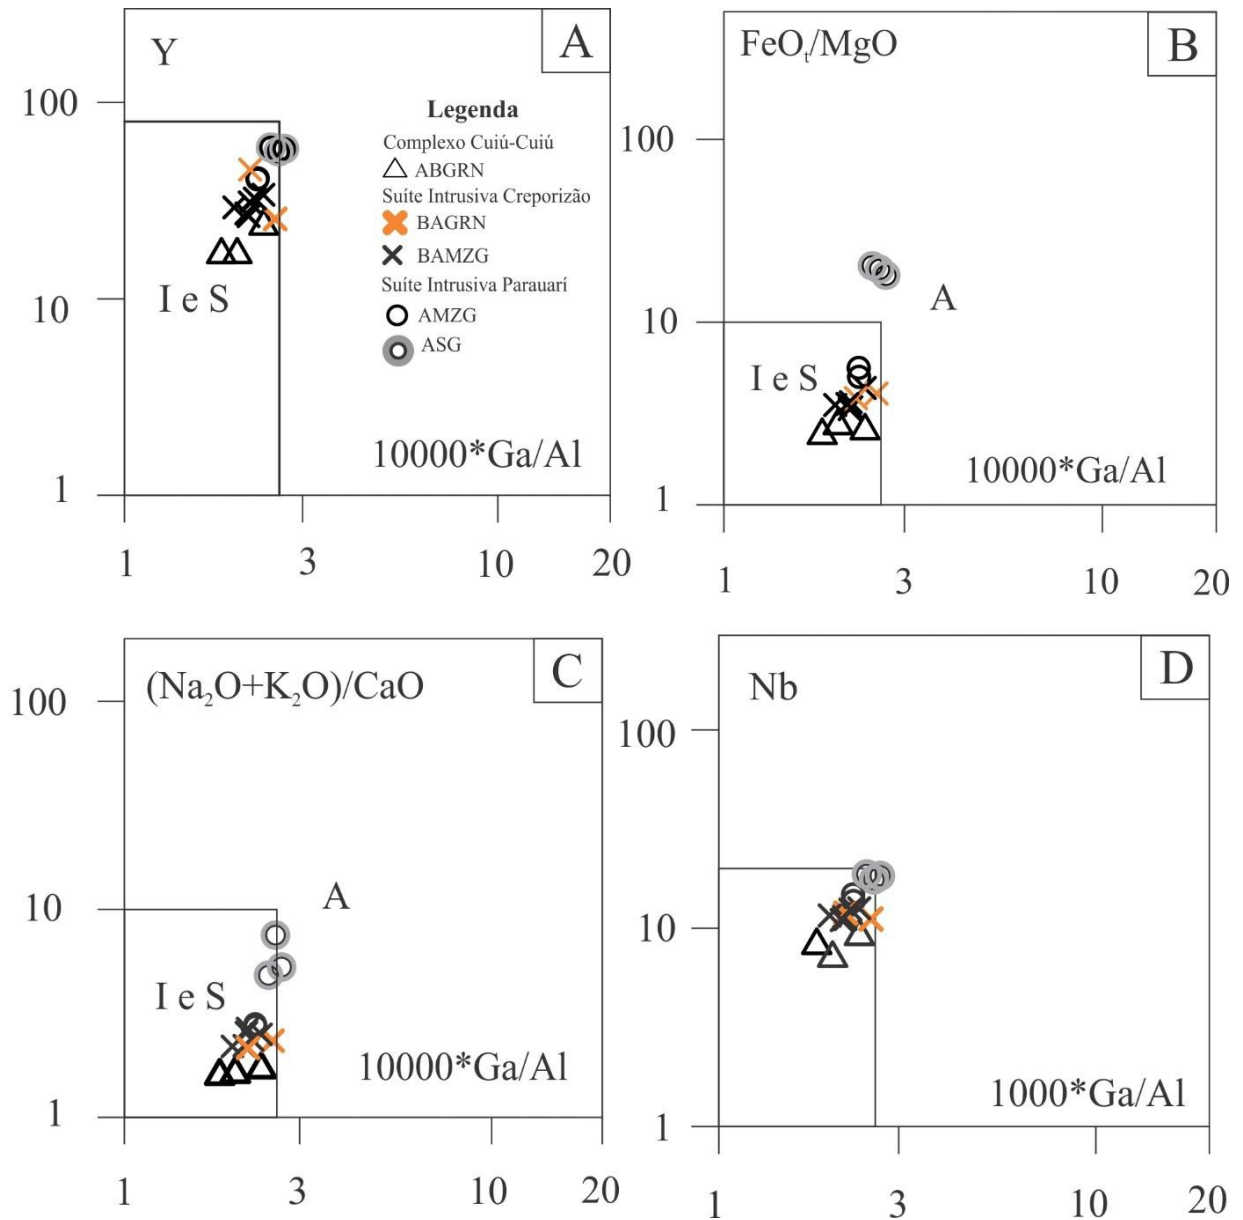 Y
A
100
10
1
Legenda
Complexo Cuiú-Cuiú
ABGRN
Suíte Intrusiva Creporizão
BAGRN
BAMZG
Suíte Intrusiva Parauarí
AMZG
ASG
I e S
10000*Ga/Al
1 3 10 20
FeOt/MgO
B
100
10
1
A
I e S
10000*Ga/Al
1 3 10 20
(Na2O+K2O)/CaO
C
100
10
1
A
I e S
10000*Ga/Al
1 3 10 20
Nb
D
100
10
1
1000*Ga/Al
1 3 10 20